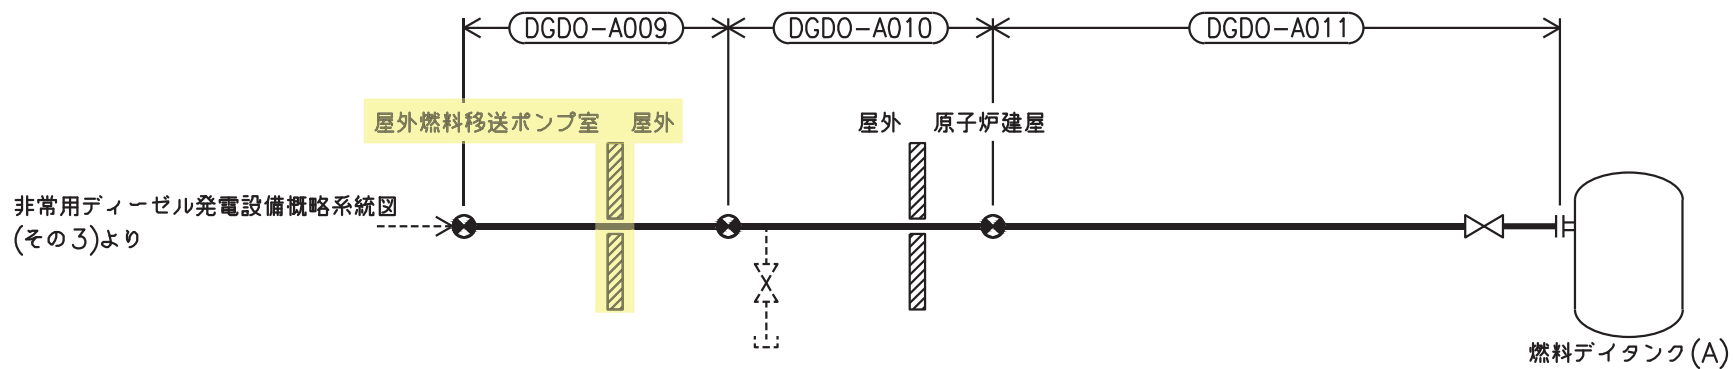 DGDO-A009 DGDO-A010 DGDO-A011
屋外燃料移送ポンプ室 屋外 屋外 原子炉建屋
非常用ディーゼル発電設備概略系統図
(その3)より
燃料デイタンク(A)